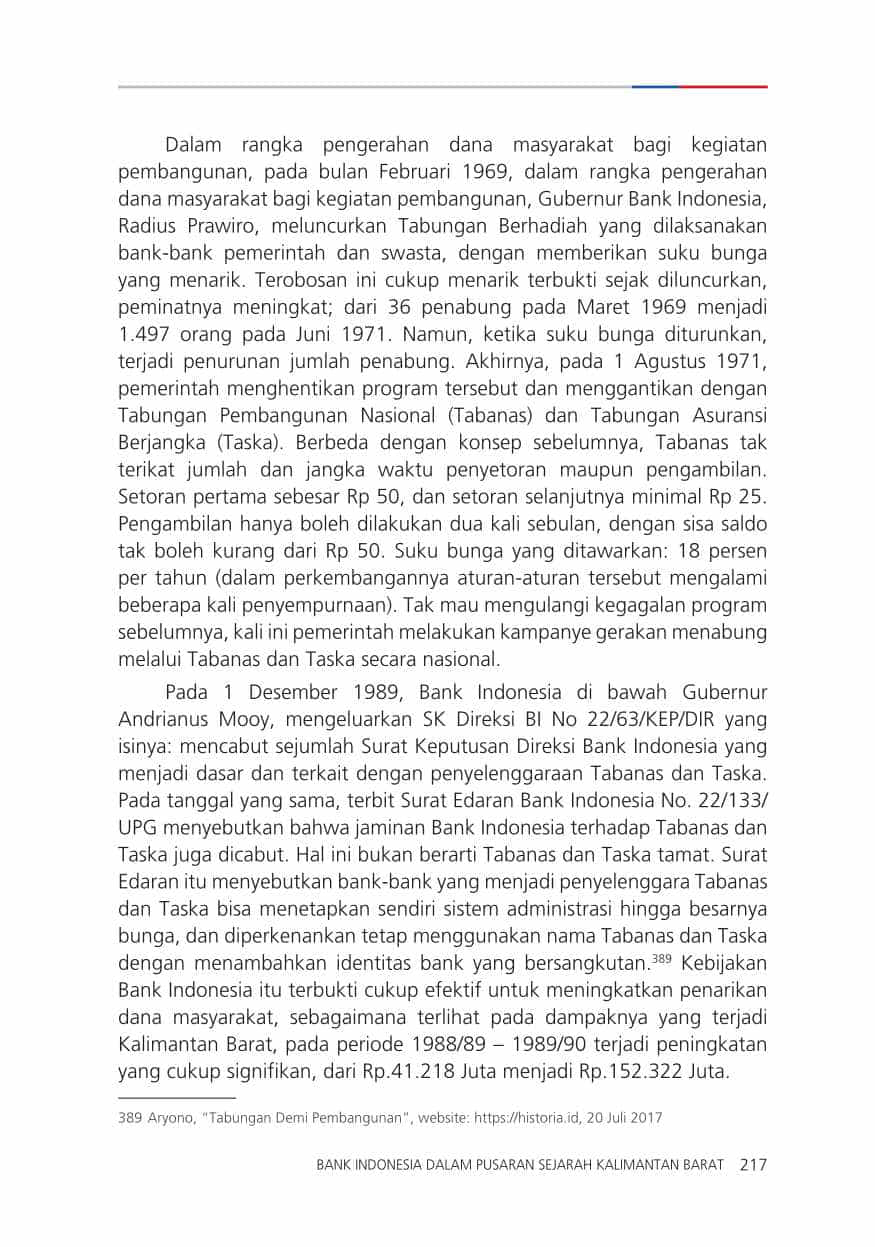 Dalam rangka pengerahan dana masyarakat bagi kegiatan
pembangunan, pada bulan Februari 1969, dalam rangka pengerahan
dana masyarakat bagi kegiatan pembangunan, Gubernur Bank Indonesia,
Radius Prawiro, meluncurkan Tabungan Berhadiah yang dilaksanakan
bank-bank pemerintah dan swasta, dengan memberikan suku bunga
yang menarik. Terobosan ini cukup menarik terbukti sejak diluncurkan,
peminatnya meningkat; dari 36 penabung pada Maret 1969 menjadi
1.497 orang pada Juni 1971. Namun, ketika suku bunga diturunkan,
terjadi penurunan jumlah penabung. Akhirnya, pada 1 Agustus 1971,
pemerintah menghentikan program tersebut dan menggantikan dengan
Tabungan Pembangunan Nasional (Tabanas) dan Tabungan Asuransi
Berjangka (Taska). Berbeda dengan konsep sebelumnya, Tabanas tak
terikat jumlah dan jangka waktu penyetoran maupun pengambilan.
Setoran pertama sebesar Rp 50, dan setoran selanjutnya minimal Rp 25.
Pengambilan hanya boleh dilakukan dua kali sebulan, dengan sisa saldo
tak boleh kurang dari Rp 50. Suku bunga yang ditawarkan: 18 persen
per tahun (dalam perkembangannya aturan-aturan tersebut mengalami
beberapa kali penyempurnaan). Tak mau mengulangi kegagalan program
sebelumnya, kali ini pemerintah melakukan kampanye gerakan menabung
melalui Tabanas dan Taska secara nasional.
Pada 1 Desember 1989, Bank Indonesia di bawah Gubernur
Andrianus Mooy, mengeluarkan SK Direksi BI No 22/63/KEP/DIR yang
isinya: mencabut sejumlah Surat Keputusan Direksi Bank Indonesia yang
menjadi dasar dan terkait dengan penyelenggaraan Tabanas dan Taska.
Pada tanggal yang sama, terbit Surat Edaran Bank Indonesia No. 22/133/
UPG menyebutkan bahwa jaminan Bank Indonesia terhadap Tabanas dan
Taska juga dicabut. Hal ini bukan berarti Tabanas dan Taska tamat. Surat
Edaran itu menyebutkan bank-bank yang menjadi penyelenggara Tabanas
dan Taska bisa menetapkan sendiri sistem administrasi hingga besarnya
bunga, dan diperkenankan tetap menggunakan nama Tabanas dan Taska
dengan menambahkan identitas bank yang bersangkutan.389 Kebijakan
Bank Indonesia itu terbukti cukup efektif untuk meningkatkan penarikan
dana masyarakat, sebagaimana terlihat pada dampaknya yang terjadi
Kalimantan Barat, pada periode 1988/89 – 1989/90 terjadi peningkatan
yang cukup signifikan, dari Rp.41.218 Juta menjadi Rp.152.322 Juta.
389 Aryono, "Tabungan Demi Pembangunan", website: https://historia.id, 20 Juli 2017
BANK INDONESIA DALAM PUSARAN SEJARAH KALIMANTAN BARAT 217